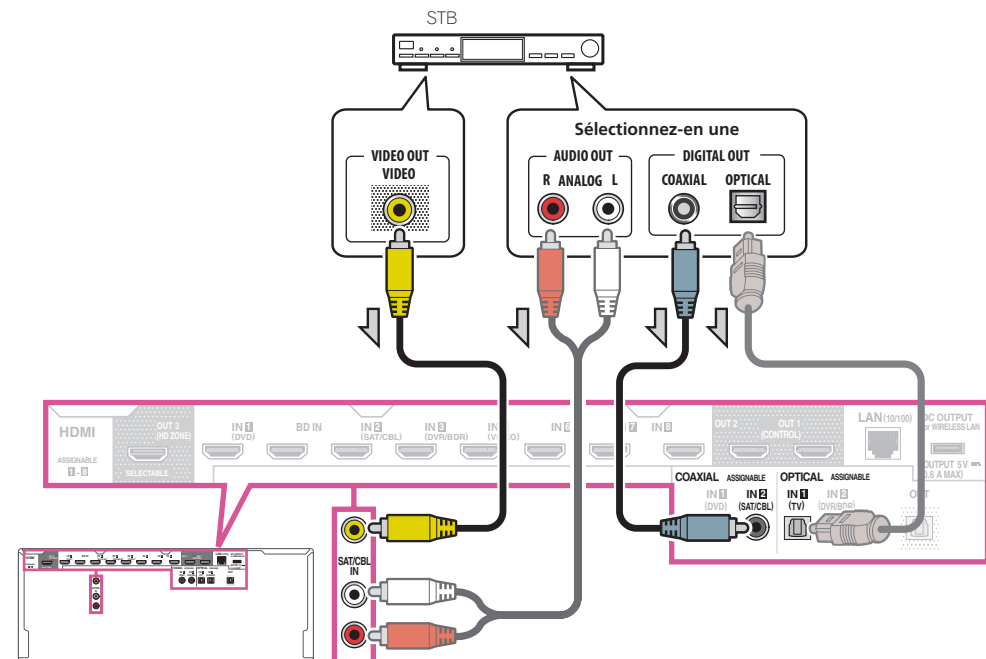 STB
Sélectionnez-en une
VIDEO OUT
VIDEO
AUDIO OUT
R ANALOG L
DIGITAL OUT
COAXIAL OPTICAL
HDMI
ASSIGNABLE
1-8
OUT 3
(HD ZONE)
SELECTABLE
IN 1
(DVD)
BD IN
IN 2
(SAT/CBL)
IN 3
(DVR/BDR)
IN 6
7
IN 8
OUT 2
OUT 1
(CONTROL)
LAN (10/100)
DC OUTPUT
WIRELESS LAN
OUTPUT 5 V
0.6 A MAX)
COAXIAL ASSIGNABLE
IN 1
(DVD)
IN 2
(SAT/CBL)
OPTICAL ASSIGNABLE
IN 1
(TV)
IN 2
(DVR/BDR)
OUT
SAT/CBL
IN